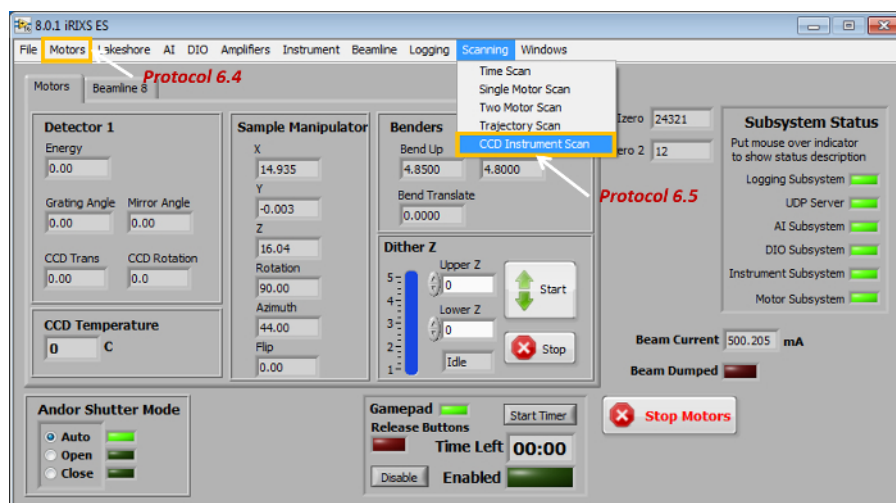 8.0.1 iRIXS ES
File Motors Lakeshore AI DIO Amplifiers Instrument Beamline Logging Scanning Windows
Protocol 6.4
Time Scan
Single Motor Scan
Two Motor Scan
Trajectory Scan
CCD Instrument Scan
Protocol 6.5
Motors Beamline 8
Detector 1
Energy
0.00
Grating Angle Mirror Angle
0.00 0.00
CCD Trans CCD Rotation
0.00 0.0
CCD Temperature
0 C
Sample Manipulator
X
14.935
Y
-0.003
Z
16.04
Rotation
90.00
Azimuth
44.00
Flip
0.00
Benders
Bend Up
4.8500 4.8000
Bend Translate
0.0000
Dither Z
5
4
3
2
1
Upper Z
0
Lower Z
0
Idle
Start
Stop
Izero 24321
ero 2 12
Subsystem Status
Put mouse over indicator
to show status description
Logging Subsystem
UDP Server
AI Subsystem
DIO Subsystem
Instrument Subsystem
Motor Subsystem
Beam Current 500.205 mA
Beam Dumped
Andor Shutter Mode
Auto
Open
Close
Gamepad
Release Buttons
Start Timer
Time Left 00:00
Disable Enabled
Stop Motors